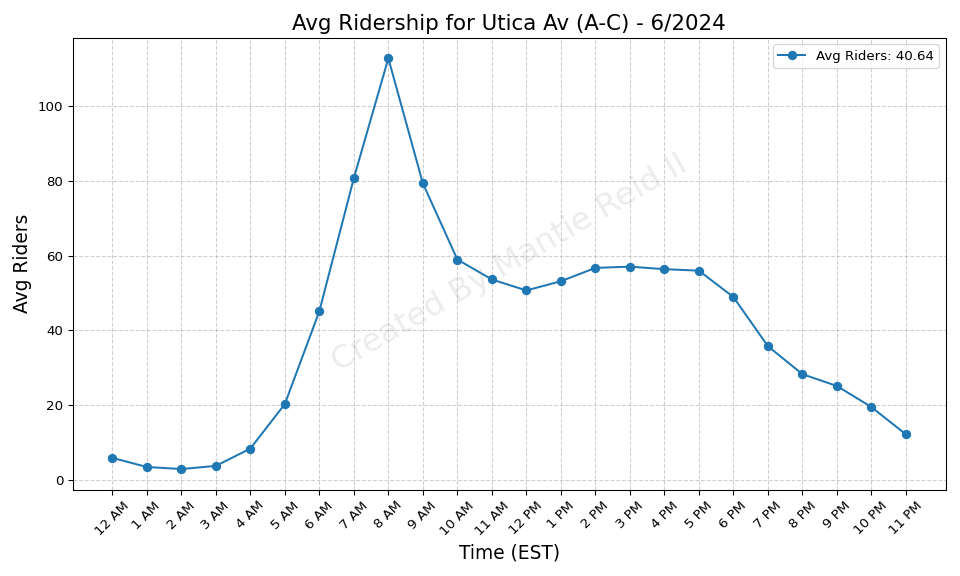 Avg Ridership for Utica Av (A-C) - 6/2024
Avg Riders: 40.64
Avg Riders
100
80
60
40
20
0
Created By Mantie Reid II
12 AM
1 AM
2 AM
3 AM
4 AM
5 AM
6 AM
7 AM
8 AM
9 AM
10 AM
11 AM
12 PM
1 PM
2 PM
3 PM
4 PM
5 PM
6 PM
7 PM
8 PM
9 PM
10 PM
11 PM
Time (EST)